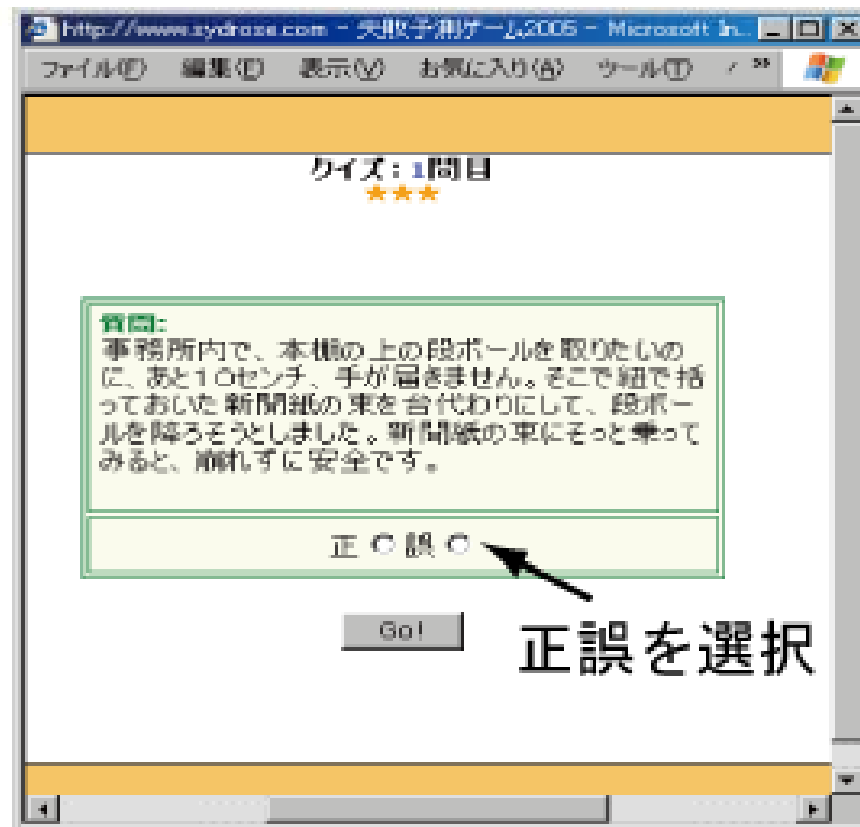 http://www.sydrose.com - 失敗予測ゲーム2005 - Microsoft In...
ファイル(F) 編集(E) 表示(V) お気に入り(A) ツール(T) »
クイズ: 1問目
★★★
質問:
事務所内で、本棚の上の段ボールを取りたいの
に、あと10センチ、手が届きません。そこで紐で括
っておいた新聞紙の束を台代わりにして、段ボー
ルを降ろそうとしました。新聞紙の束にそっと乗って
みると、崩れずに安全です。
正 誤
Go!
正誤を選択